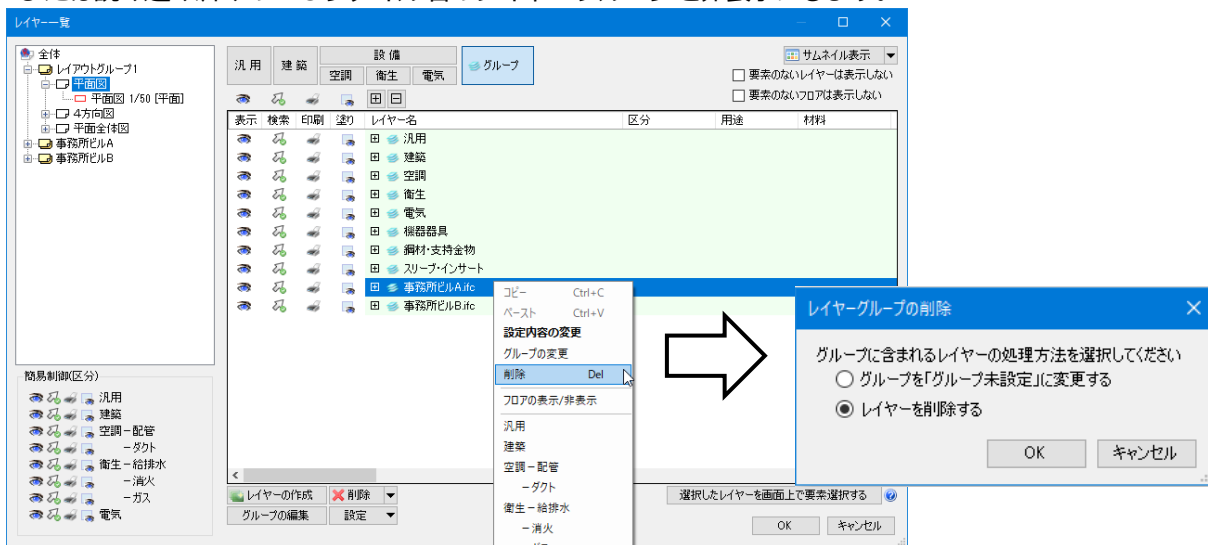 レイヤー一覧
全体
レイアウトグループ1
平面図
平面図 1/50 [平面]
4方向図
平面全体図
事務所ビルA
事務所ビルB
汎用
建築
設備
空調
衛生
電気
グループ
サムネイル表示
要素のないレイヤーは表示しない
要素のないフロアは表示しない
表示 検索 印刷 塗り レイヤー名 区分 用途 材料
汎用
建築
空調
衛生
電気
機器器具
鋼材・支持金物
スリーブ・インサート
事務所ビルA.ifc
事務所ビルB.ifc
コピー Ctrl+C
ペースト Ctrl+V
設定内容の変更
グループの変更
削除 Del
フロアの表示/非表示
汎用
建築
空調－配管
－ダクト
衛生－給排水
－消火
簡易制御(区分)
汎用
建築
空調－配管
－ダクト
衛生－給排水
－消火
－ガス
電気
レイヤーの作成
削除
選択したレイヤーを画面上で要素選択する
グループの編集
設定
OK
キャンセル
レイヤーグループの削除
グループに含まれるレイヤーの処理方法を選択してください
グループを「グループ未設定」に変更する
レイヤーを削除する
OK
キャンセル